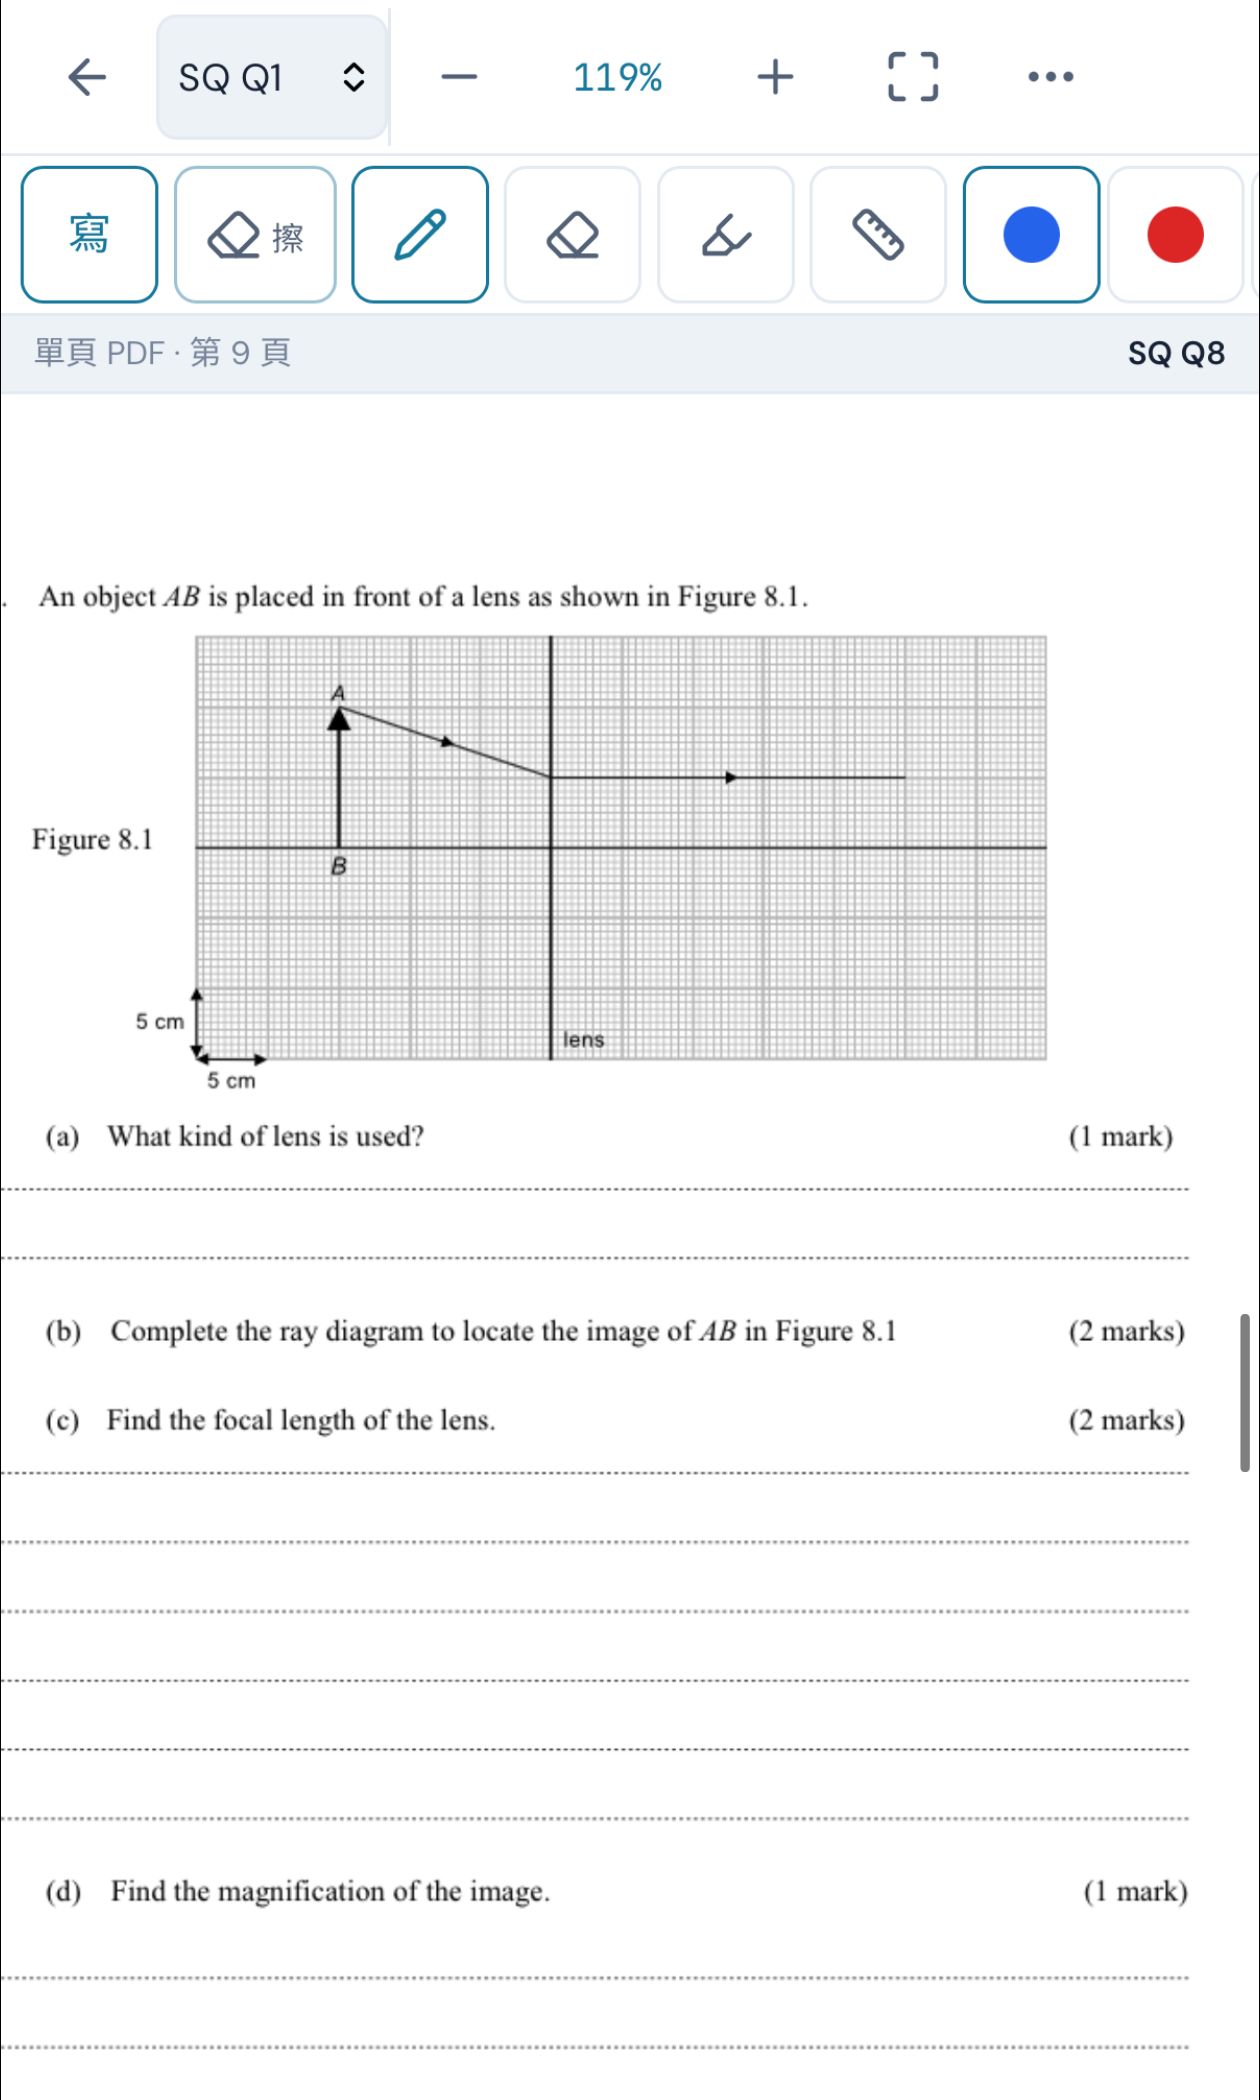 SQ Q1
119%
寫
擦
單頁 PDF · 第 9 頁
SQ Q8
. An object AB is placed in front of a lens as shown in Figure 8.1.
A
Figure 8.1
B
5 cm
lens
5 cm
(a) What kind of lens is used? (1 mark)
(b) Complete the ray diagram to locate the image of AB in Figure 8.1 (2 marks)
(c) Find the focal length of the lens. (2 marks)
(d) Find the magnification of the image. (1 mark)